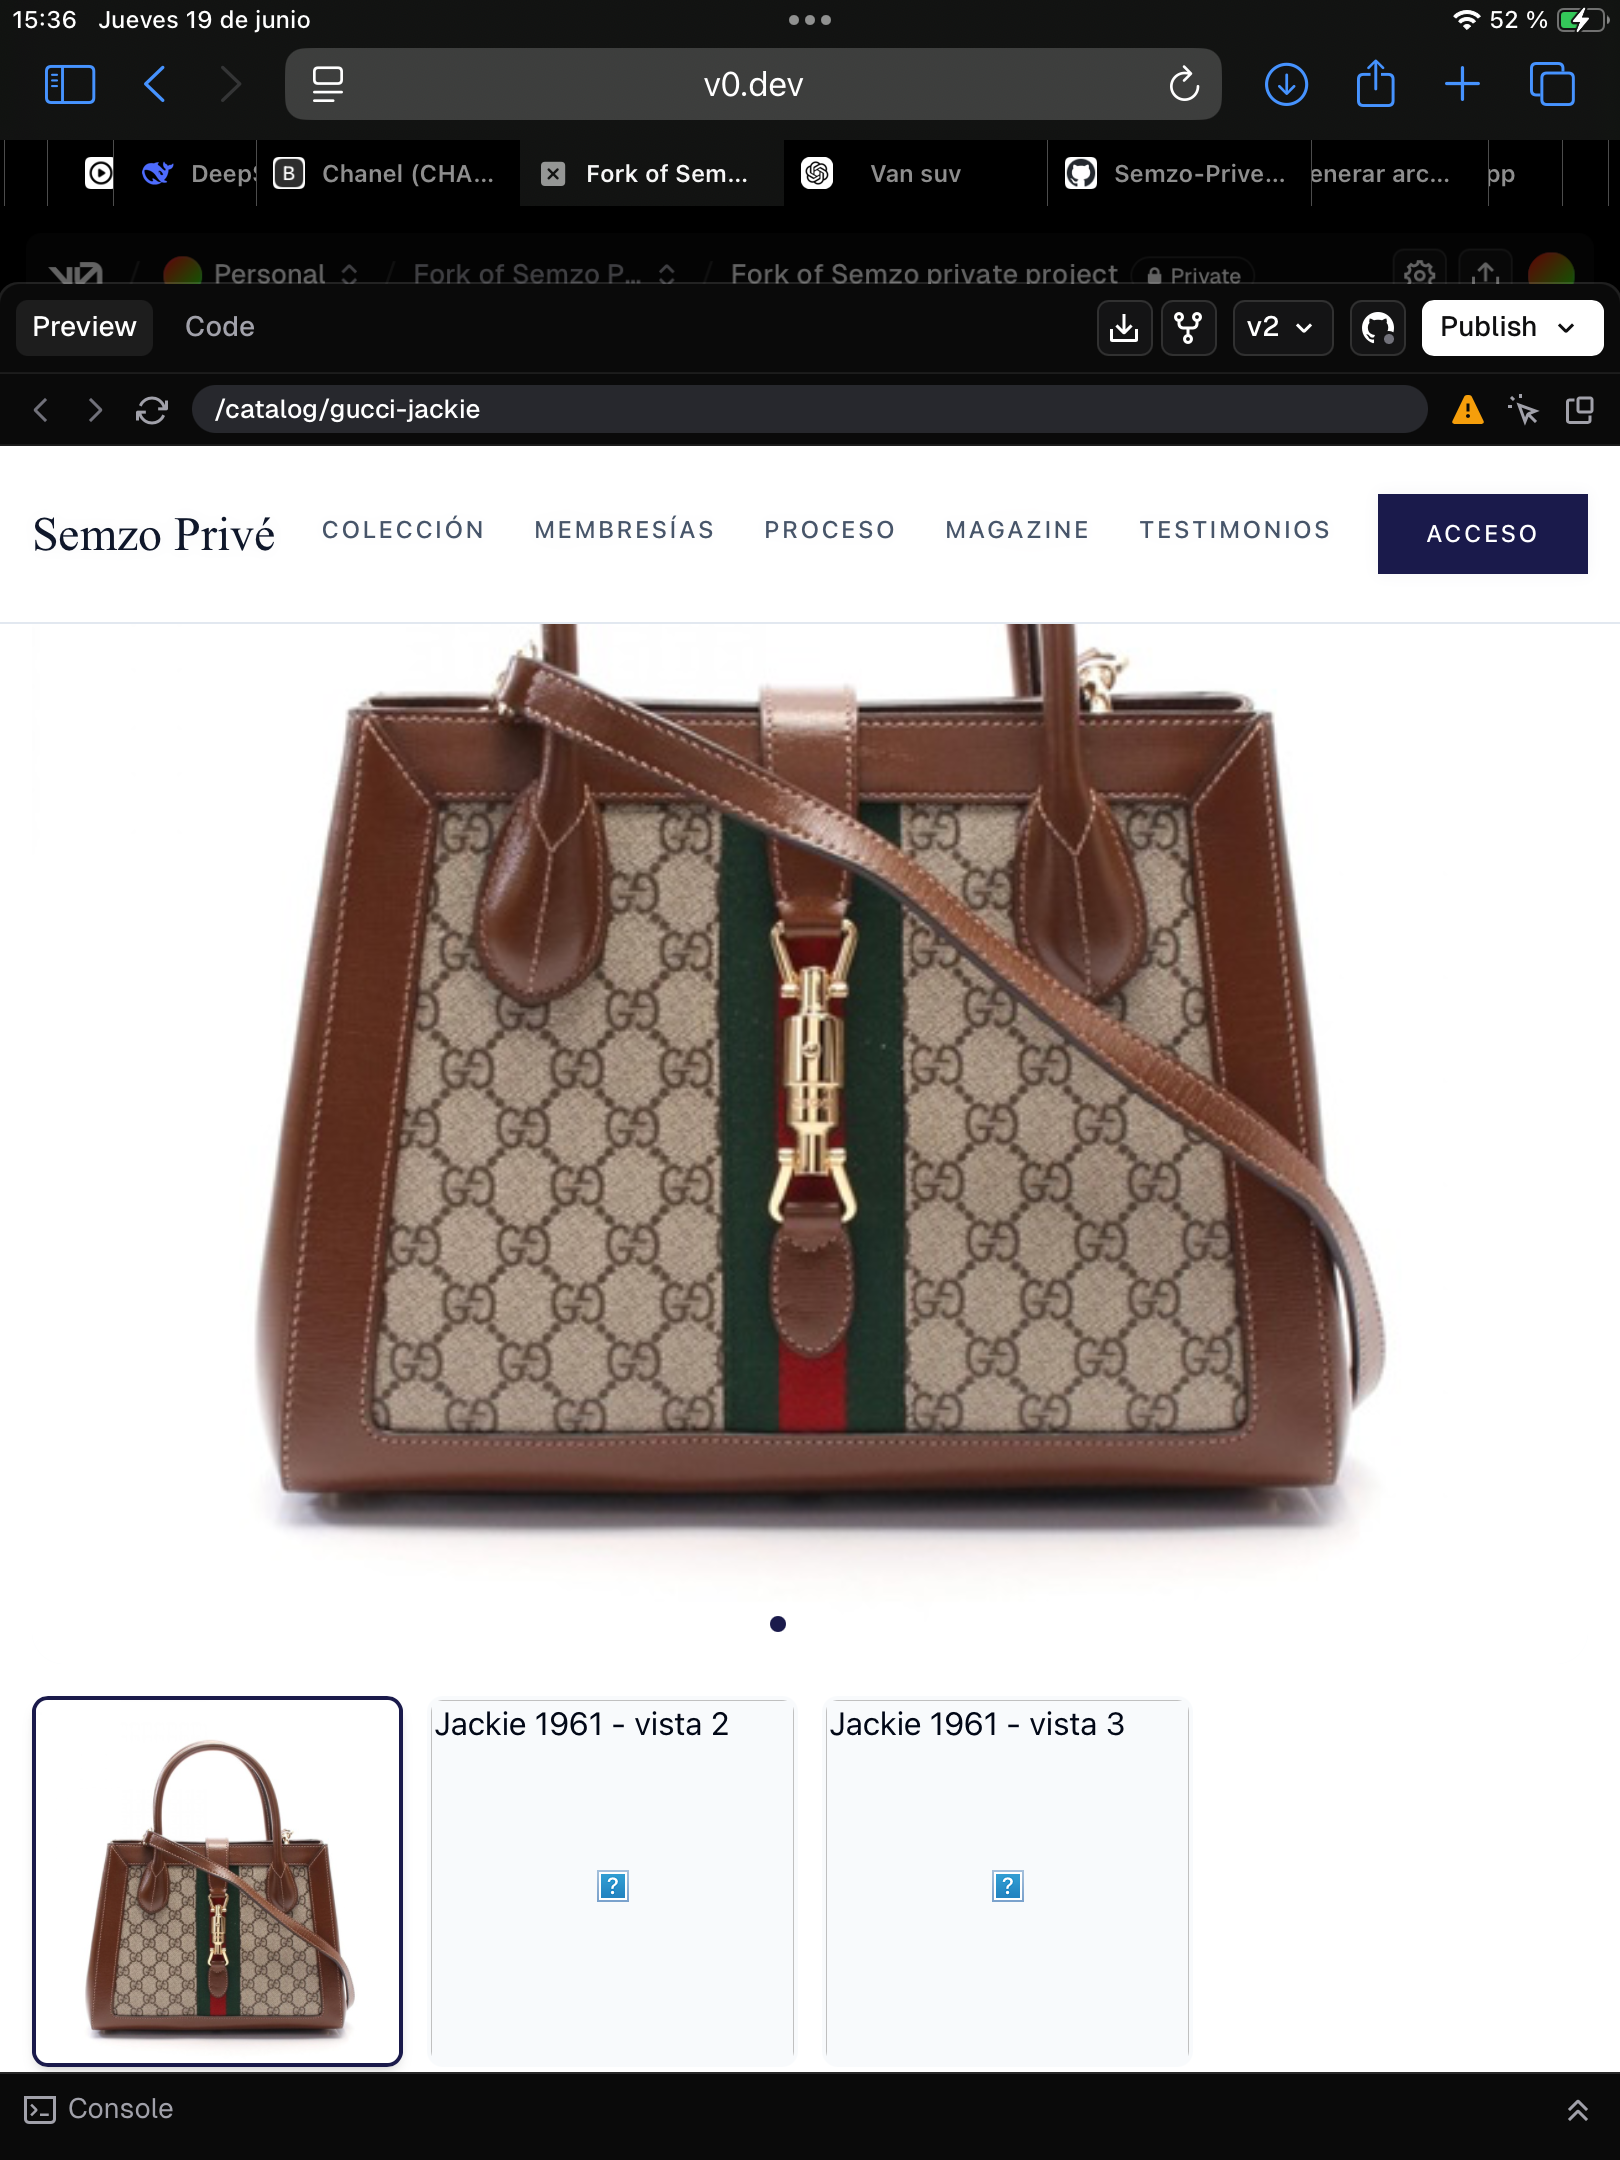 15:36 Jueves 19 de junio
52 %
v0.dev
DeepS
B Chanel (CHA...
Fork of Sem...
Van suv
Semzo-Prive...
enerar arc...
pp
v0 / Personal / Fork of Semzo P... / Fork of Semzo private project Private
Preview
Code
v2
Publish
/catalog/gucci-jackie
Semzo Privé
COLECCIÓN
MEMBRESÍAS
PROCESO
MAGAZINE
TESTIMONIOS
ACCESO
Jackie 1961 - vista 2
Jackie 1961 - vista 3
?
?
Console